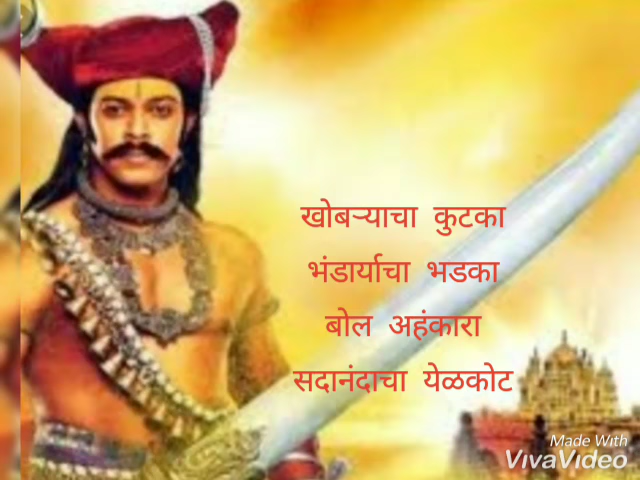 खोबऱ्याचा कुटका
भंडार्याचा भडका
बोल अहंकारा
सदानंदाचा येळकोट
Made With
VivaVideo